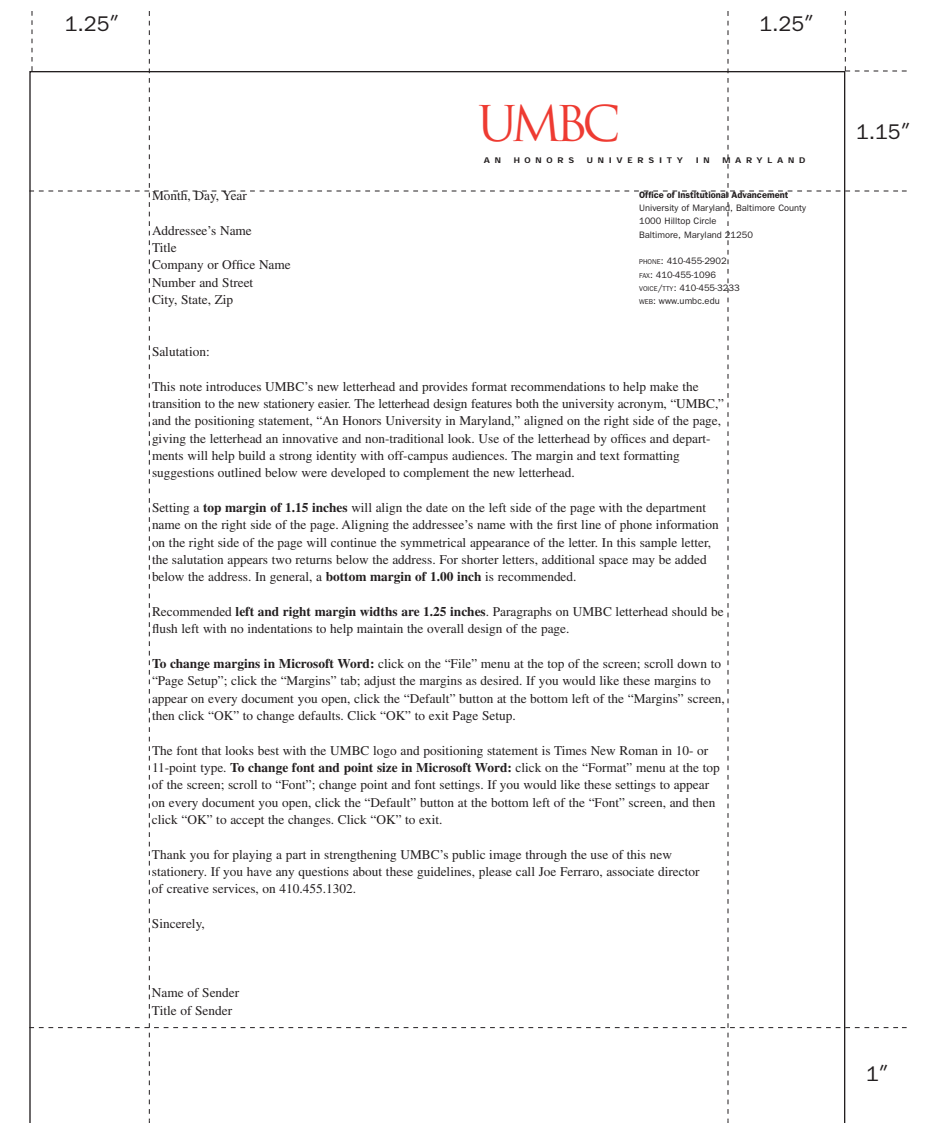 1.25″
1.25″
UMBC
1.15″
AN HONORS UNIVERSITY IN MARYLAND
Month, Day, Year
Addressee’s Name
Title
Company or Office Name
Number and Street
City, State, Zip
Office of Institutional Advancement
University of Maryland, Baltimore County
1000 Hilltop Circle
Baltimore, Maryland 21250
PHONE: 410-455-2902
FAX: 410-455-1096
VOICE/TTY: 410-455-3233
WEB: www.umbc.edu
Salutation:
This note introduces UMBC’s new letterhead and provides format recommendations to help make the
transition to the new stationery easier. The letterhead design features both the university acronym, “UMBC,”
and the positioning statement, “An Honors University in Maryland,” aligned on the right side of the page,
giving the letterhead an innovative and non-traditional look. Use of the letterhead by offices and depart-
ments will help build a strong identity with off-campus audiences. The margin and text formatting
suggestions outlined below were developed to complement the new letterhead.
Setting a top margin of 1.15 inches will align the date on the left side of the page with the department
name on the right side of the page. Aligning the addressee’s name with the first line of phone information
on the right side of the page will continue the symmetrical appearance of the letter. In this sample letter,
the salutation appears two returns below the address. For shorter letters, additional space may be added
below the address. In general, a bottom margin of 1.00 inch is recommended.
Recommended left and right margin widths are 1.25 inches. Paragraphs on UMBC letterhead should be
flush left with no indentations to help maintain the overall design of the page.
To change margins in Microsoft Word: click on the “File” menu at the top of the screen; scroll down to
“Page Setup”; click the “Margins” tab; adjust the margins as desired. If you would like these margins to
appear on every document you open, click the “Default” button at the bottom left of the “Margins” screen,
then click “OK” to change defaults. Click “OK” to exit Page Setup.
The font that looks best with the UMBC logo and positioning statement is Times New Roman in 10- or
11-point type. To change font and point size in Microsoft Word: click on the “Format” menu at the top
of the screen; scroll to “Font”; change point and font settings. If you would like these settings to appear
on every document you open, click the “Default” button at the bottom left of the “Font” screen, and then
click “OK” to accept the changes. Click “OK” to exit.
Thank you for playing a part in strengthening UMBC’s public image through the use of this new
stationery. If you have any questions about these guidelines, please call Joe Ferraro, associate director
of creative services, on 410.455.1302.
Sincerely,
Name of Sender
Title of Sender
1″